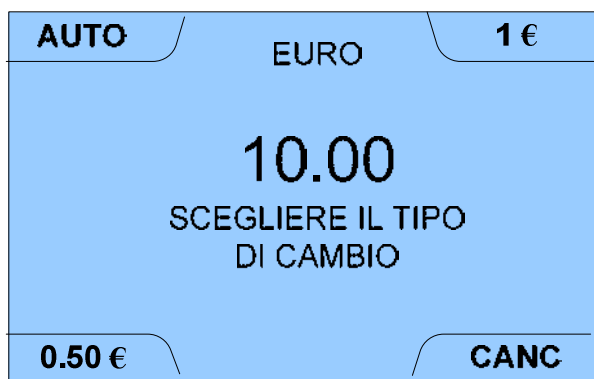 AUTO
EURO
1 €
10.00
SCEGLIERE IL TIPO
DI CAMBIO
0.50 €
CANC